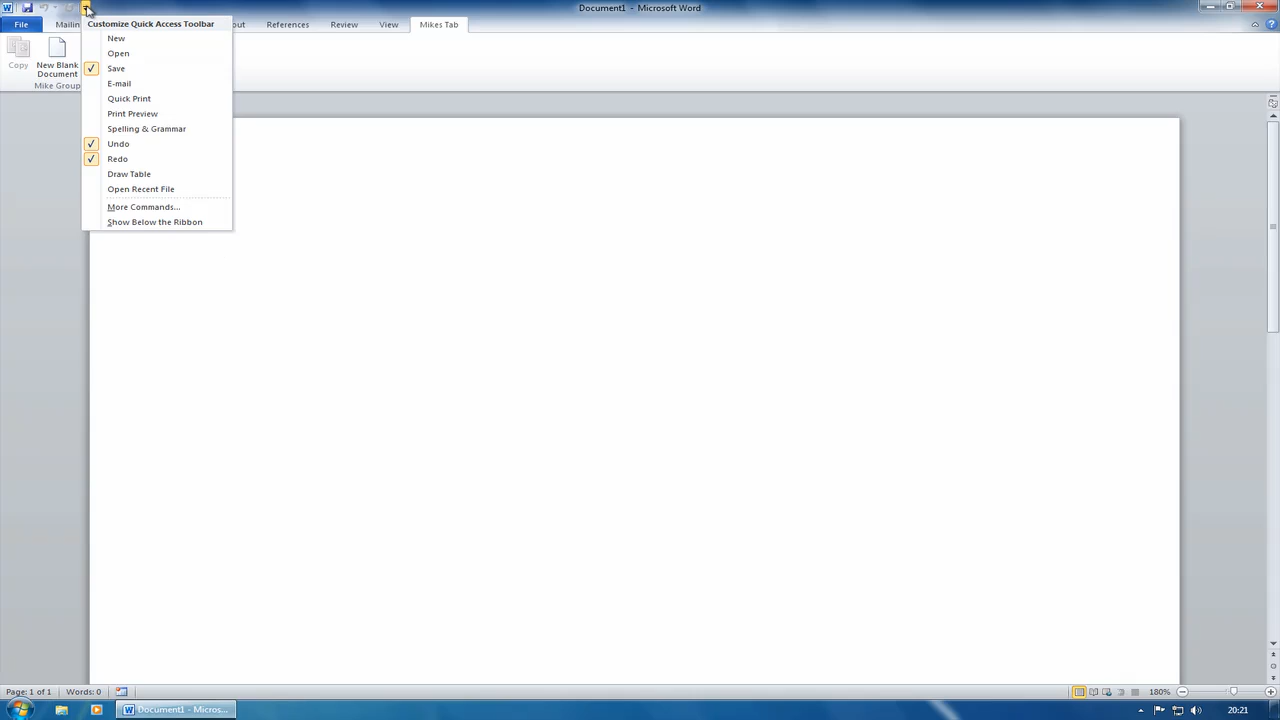 Document1 - Microsoft Word
File Mailin out References Review View Mikes Tab
Customize Quick Access Toolbar
New
Open
Save
E-mail
Quick Print
Print Preview
Spelling & Grammar
Undo
Redo
Draw Table
Open Recent File
More Commands...
Show Below the Ribbon
Copy
New Blank
Document
Mike Group
Page: 1 of 1 Words: 0 180%
Document1 - Micros... 20:21